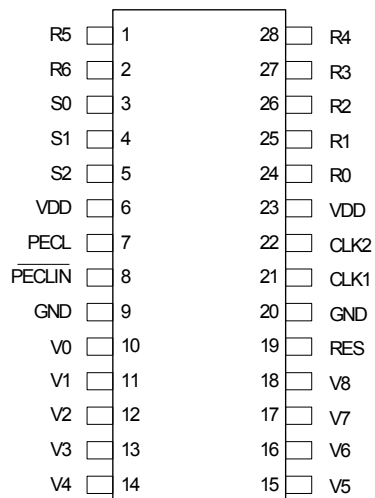 R5 1 28 R4
R6 2 27 R3
S0 3 26 R2
S1 4 25 R1
S2 5 24 R0
VDD 6 23 VDD
PECL 7 22 CLK2
PECLIN 8 21 CLK1
GND 9 20 GND
V0 10 19 RES
V1 11 18 V8
V2 12 17 V7
V3 13 16 V6
V4 14 15 V5